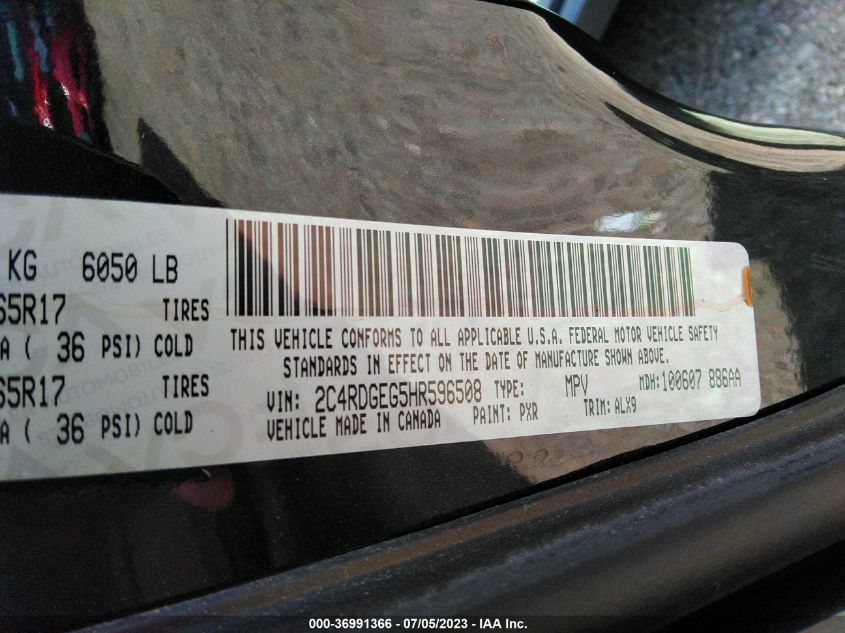 KG 6050 LB
65R17 TIRES
A ( 36 PSI) COLD
65R17 TIRES
A ( 36 PSI) COLD
THIS VEHICLE CONFORMS TO ALL APPLICABLE U.S.A. FEDERAL MOTOR VEHICLE SAFETY
STANDARDS IN EFFECT ON THE DATE OF MANUFACTURE SHOWN ABOVE.
VIN: 2C4RDGEG5HR596508 TYPE: MPV MDH:100607 886AA
VEHICLE MADE IN CANADA PAINT: PXR TRIM:ALX9
000-36991366 / 07/05/2023 - IAA Inc.